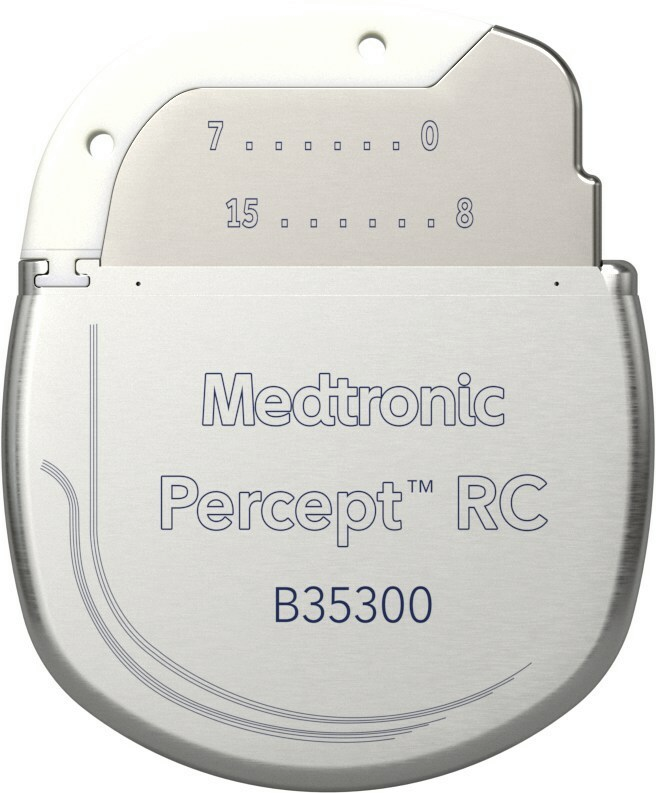 7 . . . . . . 0
15 . . . . . . 8
Medtronic
Percept™ RC
B35300